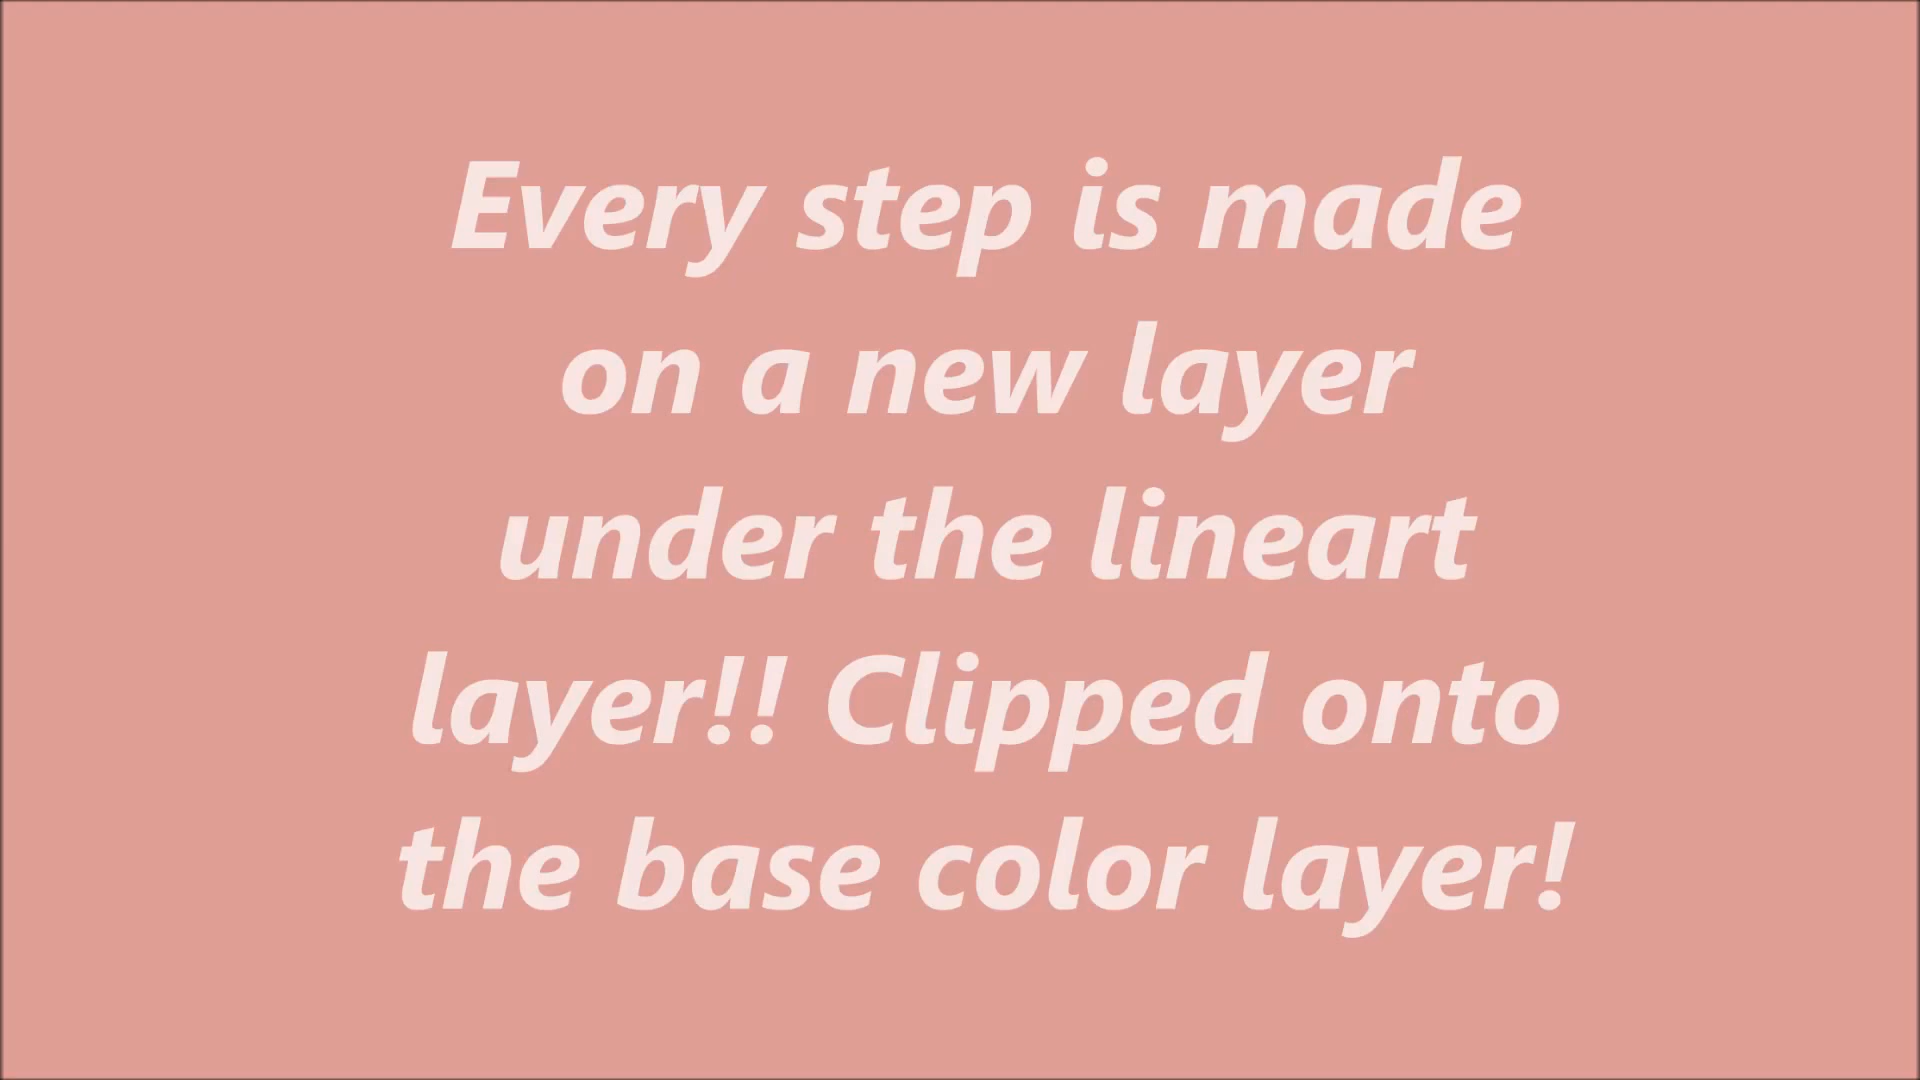 Every step is made
on a new layer
under the lineart
layer!! Clipped onto
the base color layer!